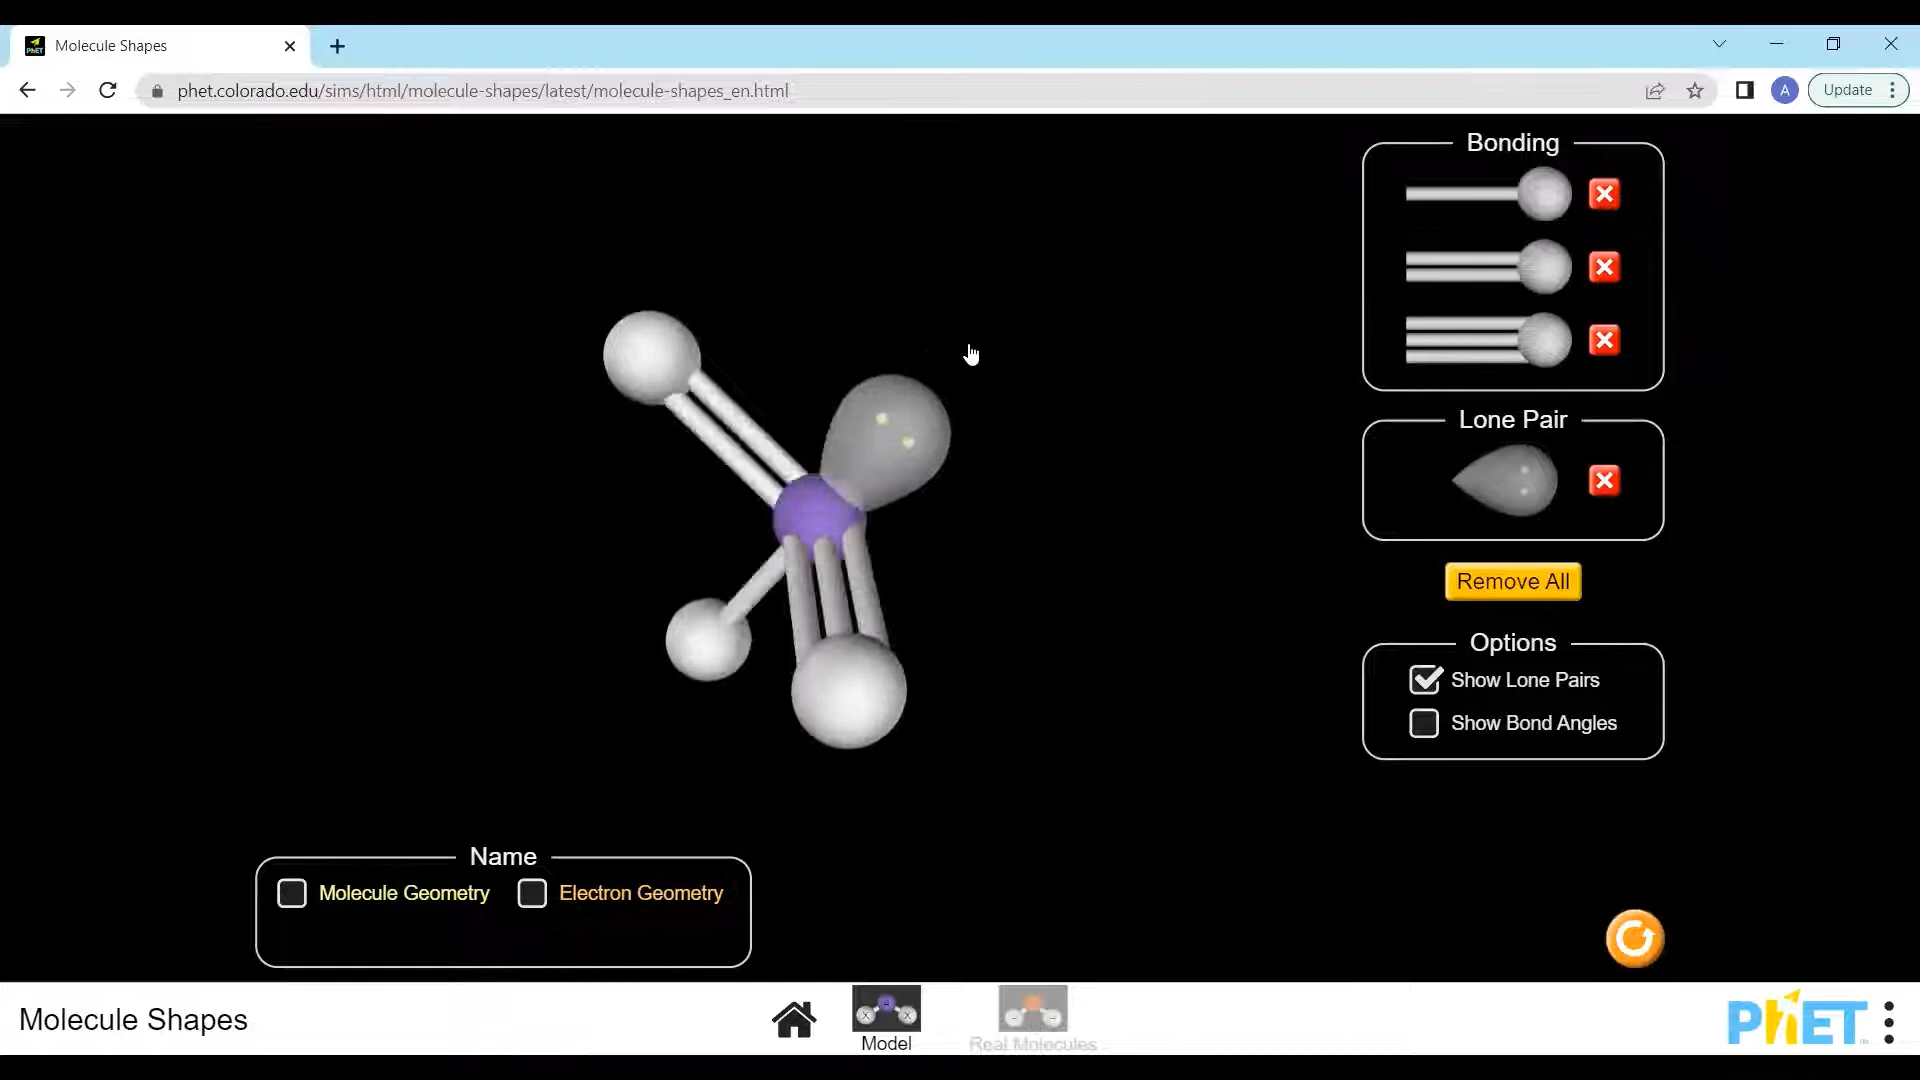 Molecule Shapes
phet.colorado.edu/sims/html/molecule-shapes/latest/molecule-shapes_en.html
A
Update
Bonding
Lone Pair
Remove All
Options
Show Lone Pairs
Show Bond Angles
Name
Molecule Geometry
Electron Geometry
Molecule Shapes
X X
Model
Real Molecules
PhET